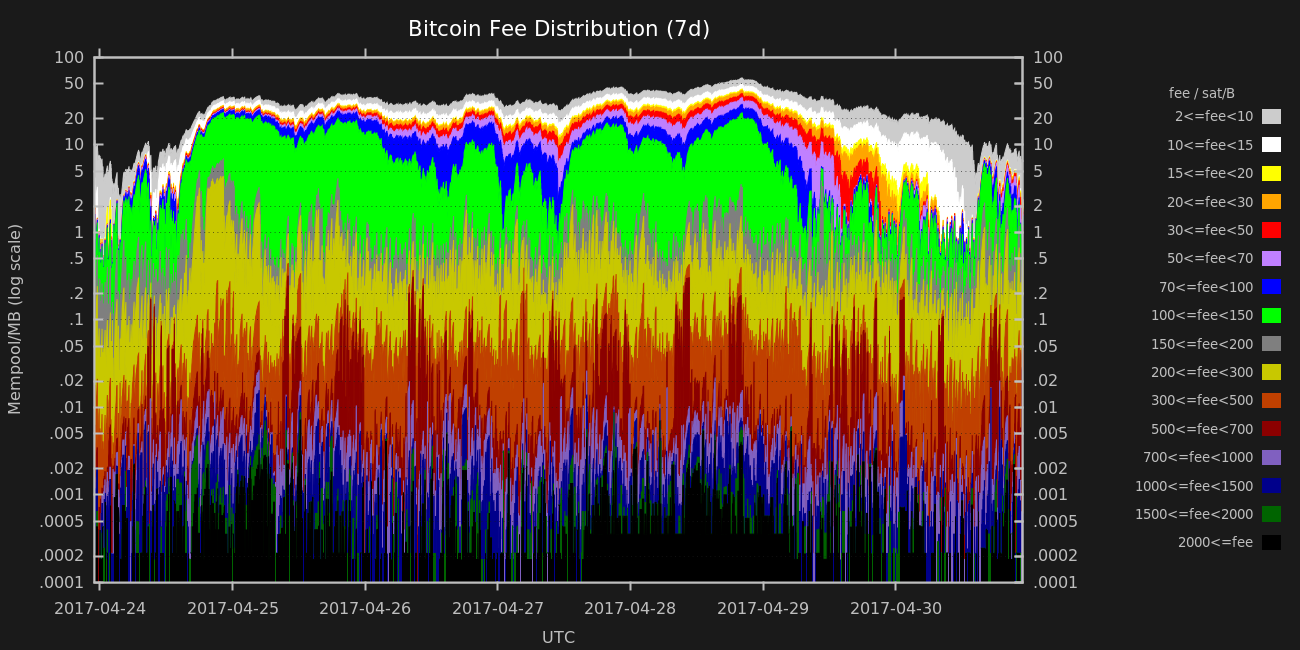 Bitcoin Fee Distribution (7d)
100
50
20
10
5
2
1
.5
.2
.1
.05
.02
.01
.005
.002
.001
.0005
.0002
.0001
Mempool/MB (log scale)
100
50
20
10
5
2
1
.5
.2
.1
.05
.02
.01
.005
.002
.001
.0005
.0002
.0001
2017-04-24
2017-04-25
2017-04-26
2017-04-27
2017-04-28
2017-04-29
2017-04-30
UTC
fee / sat/B
2<=fee<10
10<=fee<15
15<=fee<20
20<=fee<30
30<=fee<50
50<=fee<70
70<=fee<100
100<=fee<150
150<=fee<200
200<=fee<300
300<=fee<500
500<=fee<700
700<=fee<1000
1000<=fee<1500
1500<=fee<2000
2000<=fee